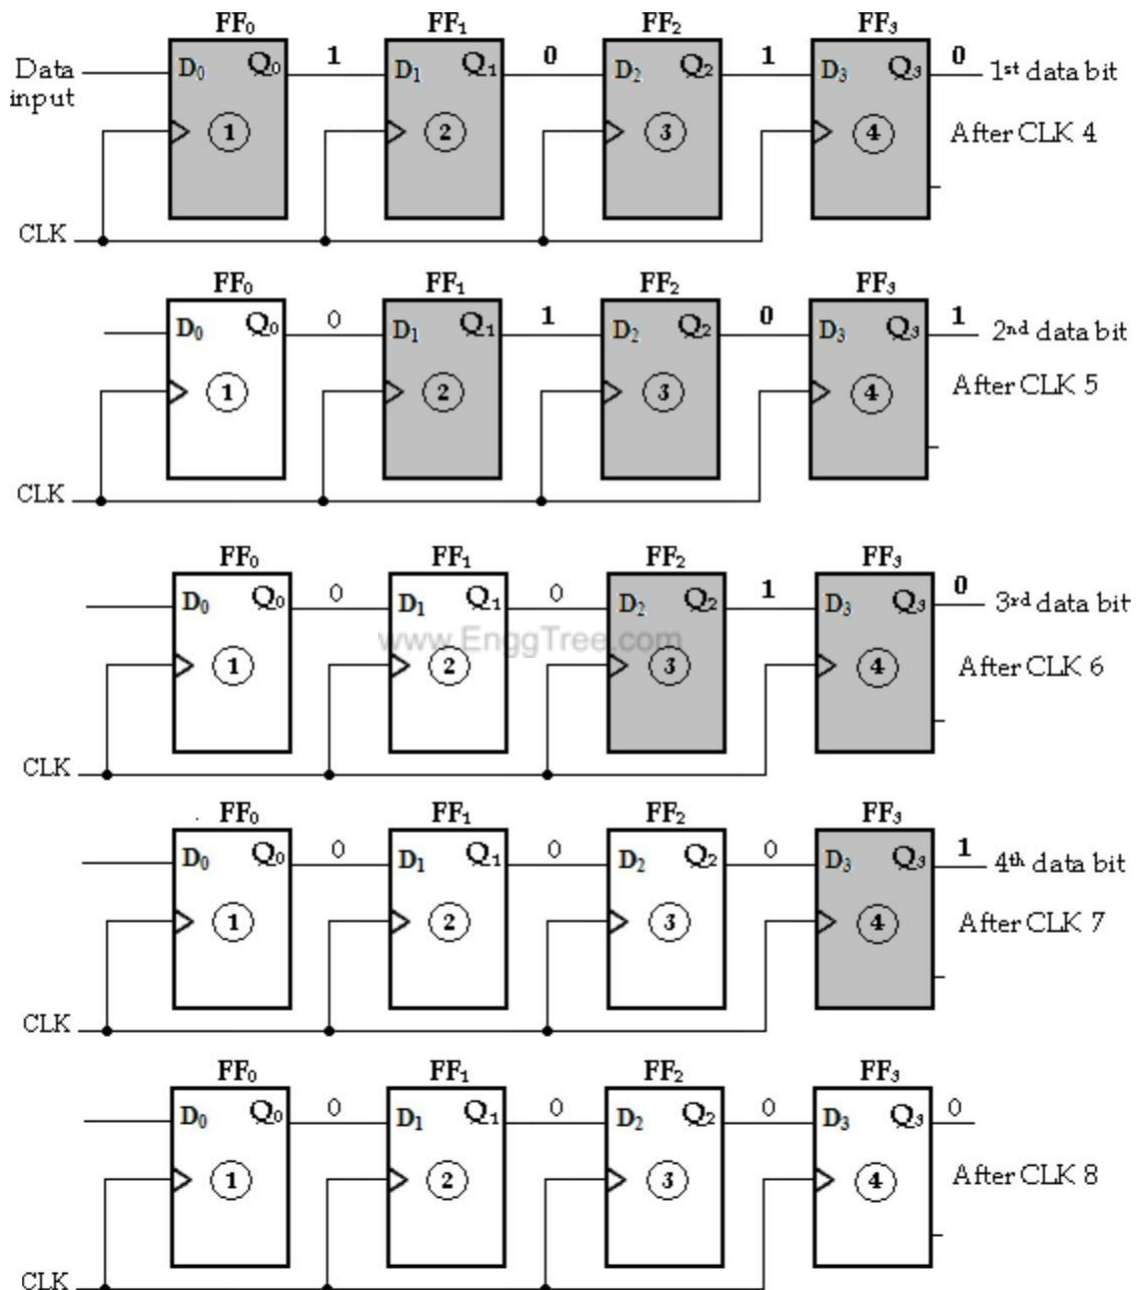 FF₀ FF₁ FF₂ FF₃
Data input D₀ Q₀ 1 D₁ Q₁ 0 D₂ Q₂ 1 D₃ Q₃ 0 1st data bit
1 2 3 4 After CLK 4
CLK
FF₀ FF₁ FF₂ FF₃
D₀ Q₀ 0 D₁ Q₁ 1 D₂ Q₂ 0 D₃ Q₃ 1 2nd data bit
1 2 3 4 After CLK 5
CLK
FF₀ FF₁ FF₂ FF₃
D₀ Q₀ 0 D₁ Q₁ 0 D₂ Q₂ 1 D₃ Q₃ 0 3rd data bit
www.EnggTree.com
1 2 3 4 After CLK 6
CLK
FF₀ FF₁ FF₂ FF₃
D₀ Q₀ 0 D₁ Q₁ 0 D₂ Q₂ 0 D₃ Q₃ 1 4th data bit
1 2 3 4 After CLK 7
CLK
FF₀ FF₁ FF₂ FF₃
D₀ Q₀ 0 D₁ Q₁ 0 D₂ Q₂ 0 D₃ Q₃ 0
1 2 3 4 After CLK 8
CLK